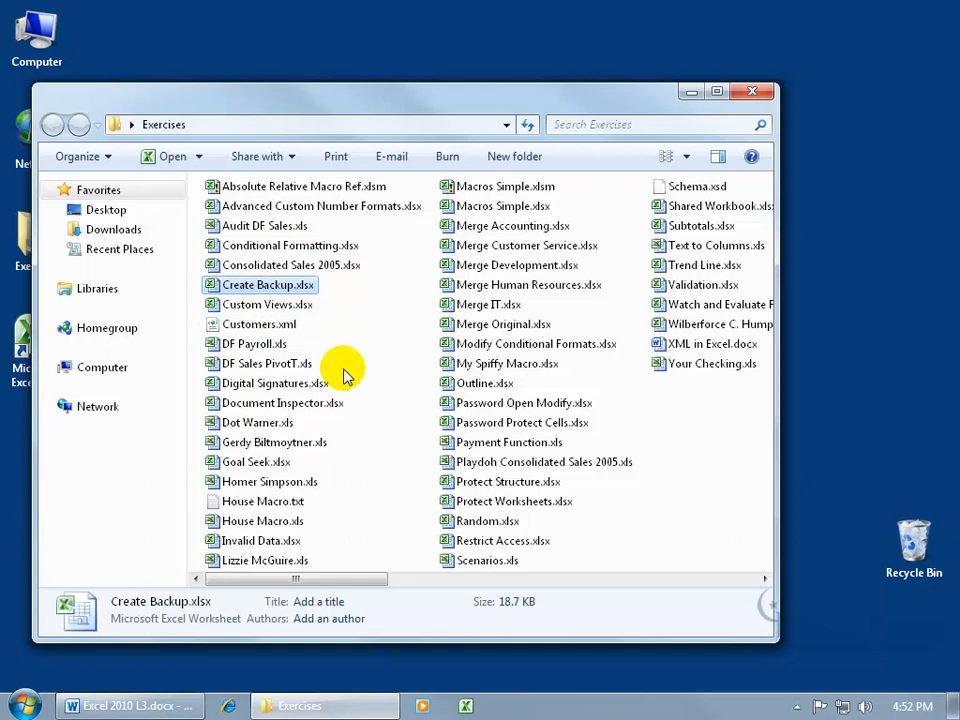 Computer
Exercises
Search Exercises
Organize
Open
Share with
Print
E-mail
Burn
New folder
Favorites
Desktop
Downloads
Recent Places
Libraries
Homegroup
Computer
Network
Absolute Relative Macro Ref.xlsm
Advanced Custom Number Formats.xlsx
Audit DF Sales.xls
Conditional Formatting.xlsx
Consolidated Sales 2005.xlsx
Create Backup.xlsx
Custom Views.xlsx
Customers.xml
DF Payroll.xls
DF Sales PivotT.xls
Digital Signatures.xlsx
Document Inspector.xlsx
Dot Warner.xls
Gerdy Biltmoytner.xls
Goal Seek.xlsx
Homer Simpson.xls
House Macro.txt
House Macro.xls
Invalid Data.xlsx
Lizzie McGuire.xls
Macros Simple.xlsm
Macros Simple.xlsx
Merge Accounting.xlsx
Merge Customer Service.xlsx
Merge Development.xlsx
Merge Human Resources.xlsx
Merge IT.xlsx
Merge Original.xlsx
Modify Conditional Formats.xlsx
My Spiffy Macro.xlsx
Outline.xlsx
Password Open Modify.xlsx
Password Protect Cells.xlsx
Payment Function.xls
Playdoh Consolidated Sales 2005.xlsx
Protect Structure.xlsx
Protect Worksheets.xlsx
Random.xlsx
Restrict Access.xlsx
Scenarios.xls
Schema.xsd
Shared Workbook.xls
Subtotals.xlsx
Text to Columns.xls
Trend Line.xlsx
Validation.xlsx
Watch and Evaluate F
Wilberforce C. Hump
XML in Excel.docx
Your Checking.xls
Create Backup.xlsx
Title: Add a title
Size: 18.7 KB
Microsoft Excel Worksheet
Authors: Add an author
Recycle Bin
Excel 2010 L3.docx - ...
Exercises
4:52 PM